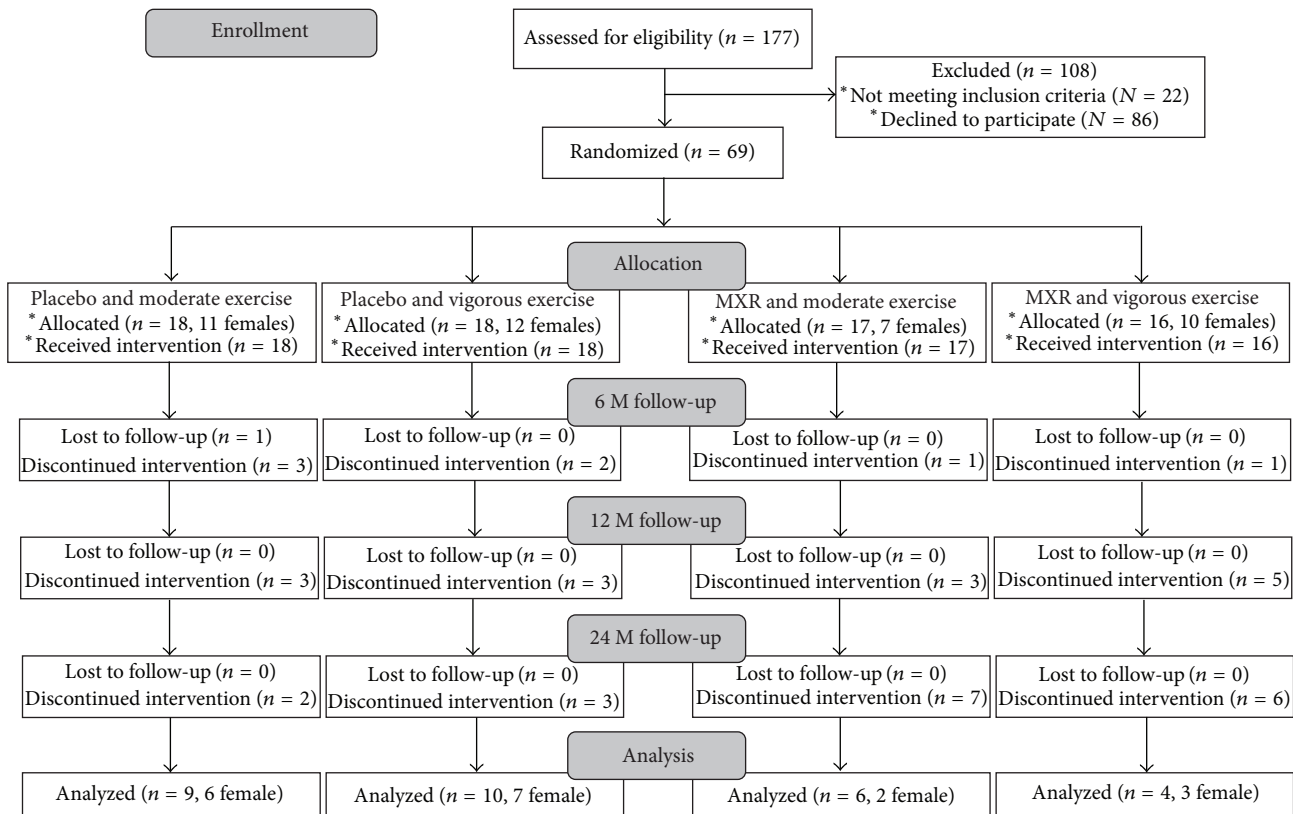 Enrollment
Assessed for eligibility (n = 177)
Excluded (n = 108)
*Not meeting inclusion criteria (N = 22)
*Declined to participate (N = 86)
Randomized (n = 69)
Allocation
Placebo and moderate exercise
*Allocated (n = 18, 11 females)
*Received intervention (n = 18)
Placebo and vigorous exercise
*Allocated (n = 18, 12 females)
*Received intervention (n = 18)
MXR and moderate exercise
*Allocated (n = 17, 7 females)
*Received intervention (n = 17)
MXR and vigorous exercise
*Allocated (n = 16, 10 females)
*Received intervention (n = 16)
6 M follow-up
Lost to follow-up (n = 1)
Discontinued intervention (n = 3)
Lost to follow-up (n = 0)
Discontinued intervention (n = 2)
Lost to follow-up (n = 0)
Discontinued intervention (n = 1)
Lost to follow-up (n = 0)
Discontinued intervention (n = 1)
12 M follow-up
Lost to follow-up (n = 0)
Discontinued intervention (n = 3)
Lost to follow-up (n = 0)
Discontinued intervention (n = 3)
Lost to follow-up (n = 0)
Discontinued intervention (n = 3)
Lost to follow-up (n = 0)
Discontinued intervention (n = 5)
24 M follow-up
Lost to follow-up (n = 0)
Discontinued intervention (n = 2)
Lost to follow-up (n = 0)
Discontinued intervention (n = 3)
Lost to follow-up (n = 0)
Discontinued intervention (n = 7)
Lost to follow-up (n = 0)
Discontinued intervention (n = 6)
Analysis
Analyzed (n = 9, 6 female)
Analyzed (n = 10, 7 female)
Analyzed (n = 6, 2 female)
Analyzed (n = 4, 3 female)